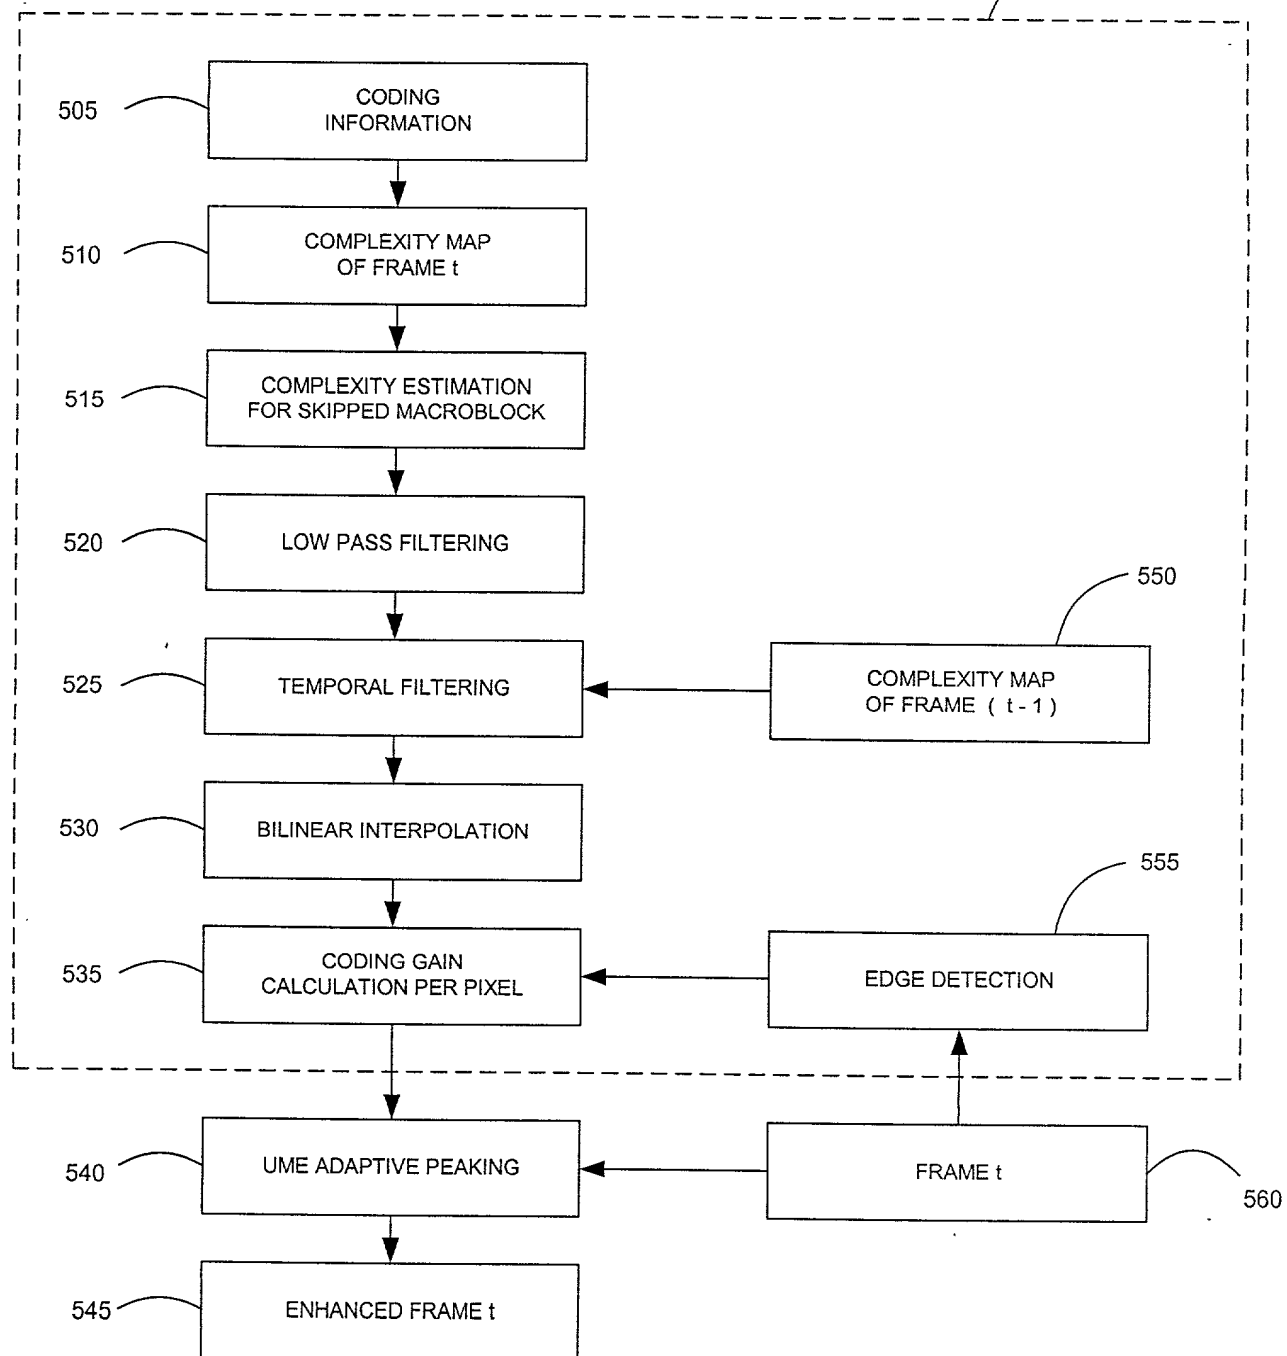 505
CODING
INFORMATION
510
COMPLEXITY MAP
OF FRAME t
515
COMPLEXITY ESTIMATION
FOR SKIPPED MACROBLOCK
520
LOW PASS FILTERING
550
525
TEMPORAL FILTERING
COMPLEXITY MAP
OF FRAME ( t - 1 )
530
BILINEAR INTERPOLATION
555
535
CODING GAIN
CALCULATION PER PIXEL
EDGE DETECTION
540
UME ADAPTIVE PEAKING
FRAME t
560
545
ENHANCED FRAME t